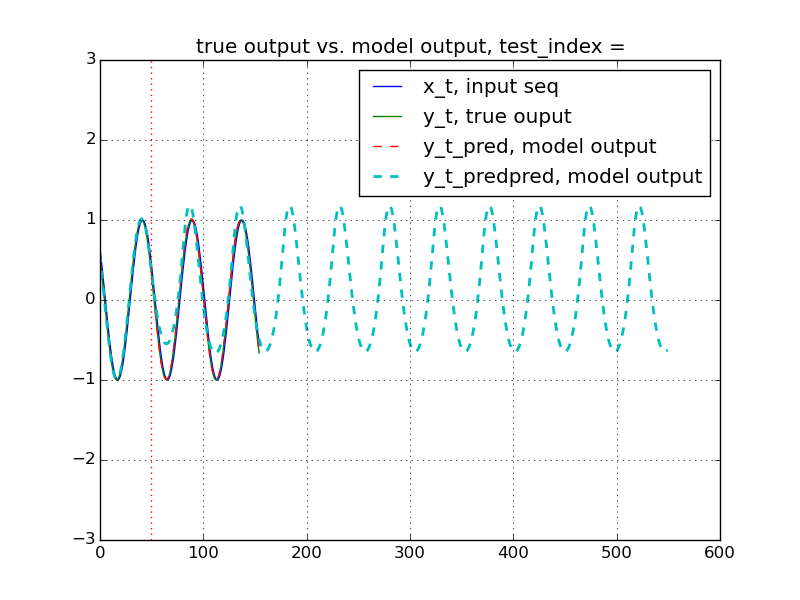 true output vs. model output, test_index =
x_t, input seq
y_t, true ouput
y_t_pred, model output
y_t_predpred, model output
3
2
1
0
−1
−2
−3
0 100 200 300 400 500 600